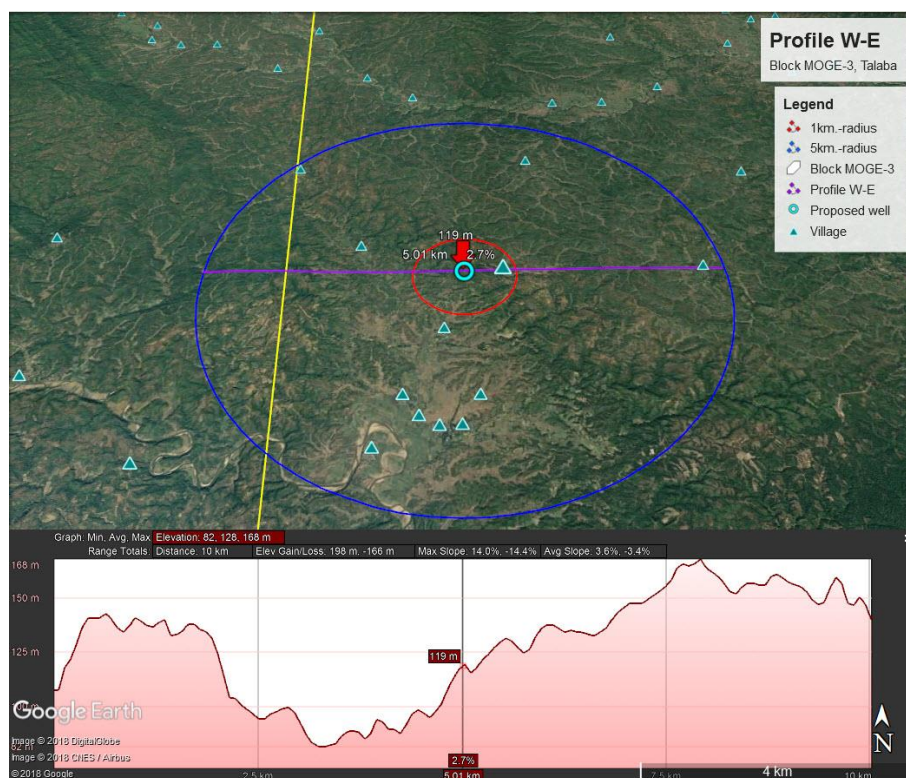 Profile W-E
Block MOGE-3, Talaba
Legend
1km.-radius
5km.-radius
Block MOGE-3
Profile W-E
Proposed well
Village
119 m
5.01 km 2.7%
Graph: Min, Avg, Max Elevation: 82, 128, 168 m
Range Totals: Distance: 10 km Elev Gain/Loss: 198 m, -166 m Max Slope: 14.0%, -14.4% Avg Slope: 3.6%, -3.4%
168 m
150 m
125 m
119 m
Google Earth
Image © 2018 DigitalGlobe
Image © 2018 CNES / Airbus
© 2018 Google
N
2.5 km
2.7%
5.01 km
7.5 km
4 km
10 km